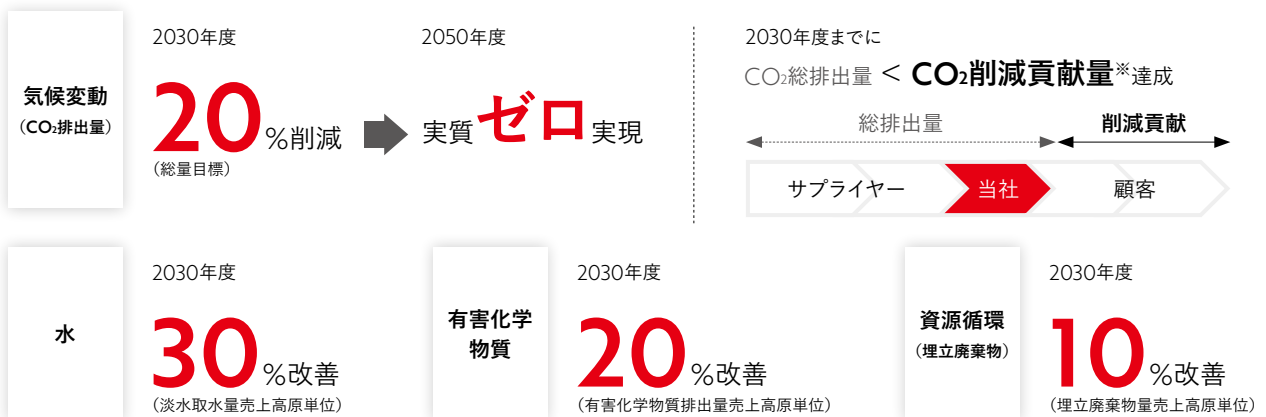 気候変動
（CO₂排出量）
2030年度
20%削減
（総量目標）
2050年度
実質ゼロ実現
2030年度までに
CO₂総排出量 < CO₂削減貢献量※達成
総排出量
削減貢献
サプライヤー
当社
顧客
水
2030年度
30%改善
（淡水取水量売上高原単位）
有害化学
物質
2030年度
20%改善
（有害化学物質排出量売上高原単位）
資源循環
（埋立廃棄物）
2030年度
10%改善
（埋立廃棄物量売上高原単位）